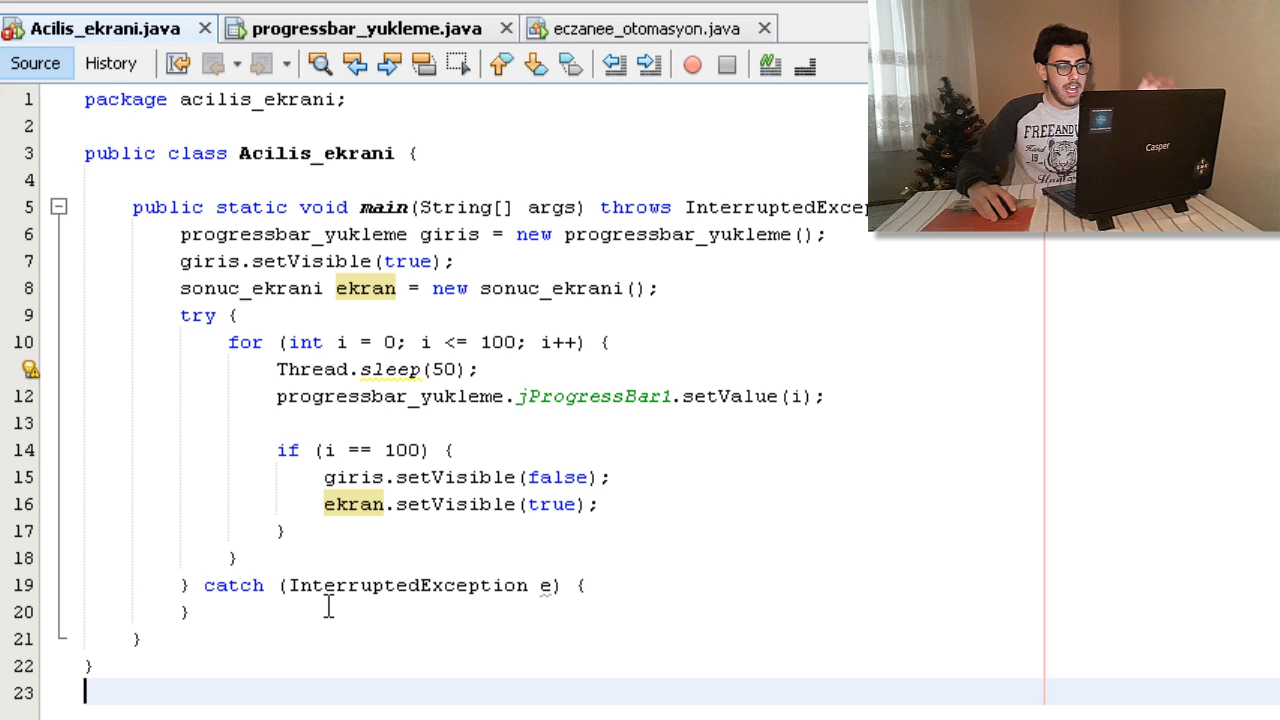 Acilis_ekrani.java
progressbar_yukleme.java
eczanee_otomasyon.java
Source
History
1 package acilis_ekrani;
2
3 public class Acilis_ekrani {
4
5 public static void main(String[] args) throws InterruptedExcep
6 progressbar_yukleme giris = new progressbar_yukleme();
7 giris.setVisible(true);
8 sonuc_ekrani ekran = new sonuc_ekrani();
9 try {
10 for (int i = 0; i <= 100; i++) {
Thread.sleep(50);
12 progressbar_yukleme.jProgressBar1.setValue(i);
13
14 if (i == 100) {
15 giris.setVisible(false);
16 ekran.setVisible(true);
17 }
18 }
19 } catch (InterruptedException e) {
20 }
21 }
22 }
23
Casper
19